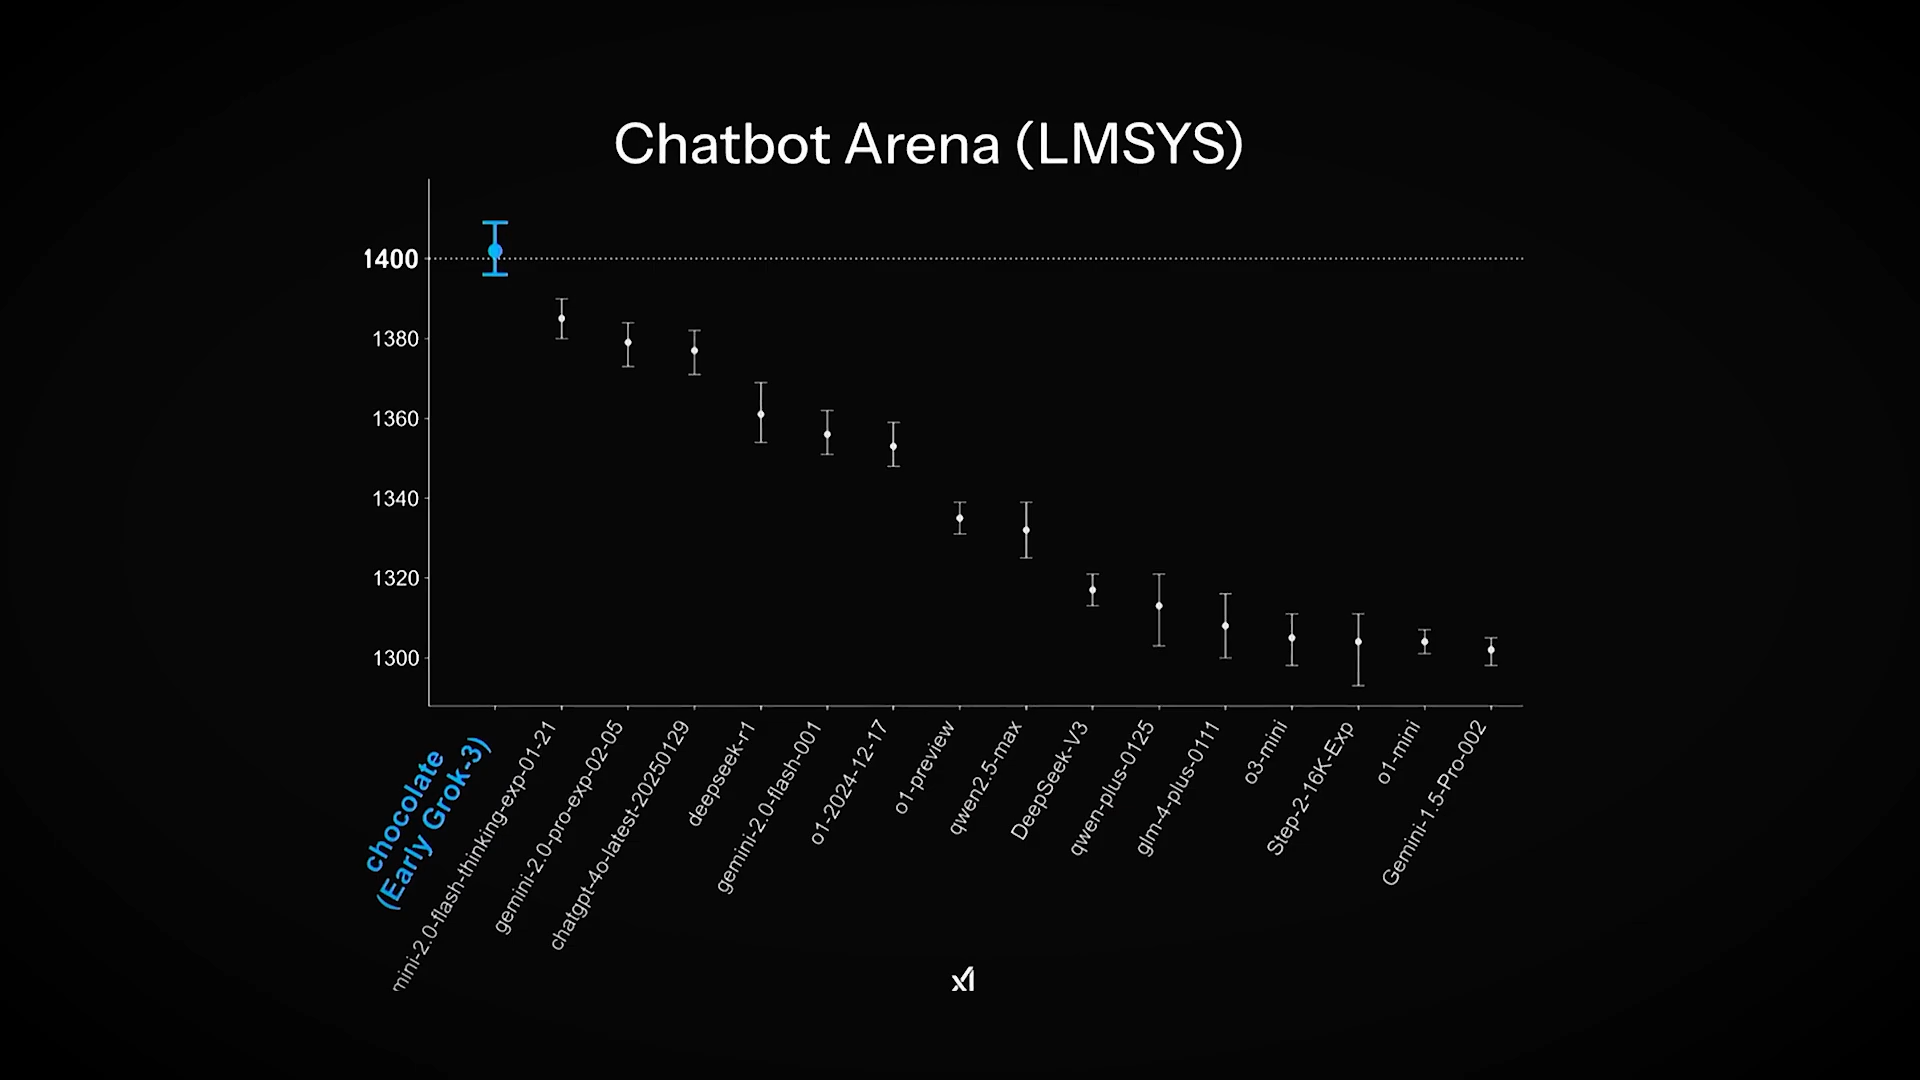 Chatbot Arena (LMSYS)
1400
1380
1360
1340
1320
1300
chocolate
(Early Grok-3)
mini-2.0-flash-thinking-exp-01-21
gemini-2.0-pro-exp-02-05
chatgpt-4o-latest-20250129
deepseek-r1
gemini-2.0-flash-001
o1-2024-12-17
o1-preview
qwen2.5-max
DeepSeek-V3
qwen-plus-0125
glm-4-plus-0111
o3-mini
Step-2-16K-Exp
o1-mini
Gemini-1.5-Pro-002
xI